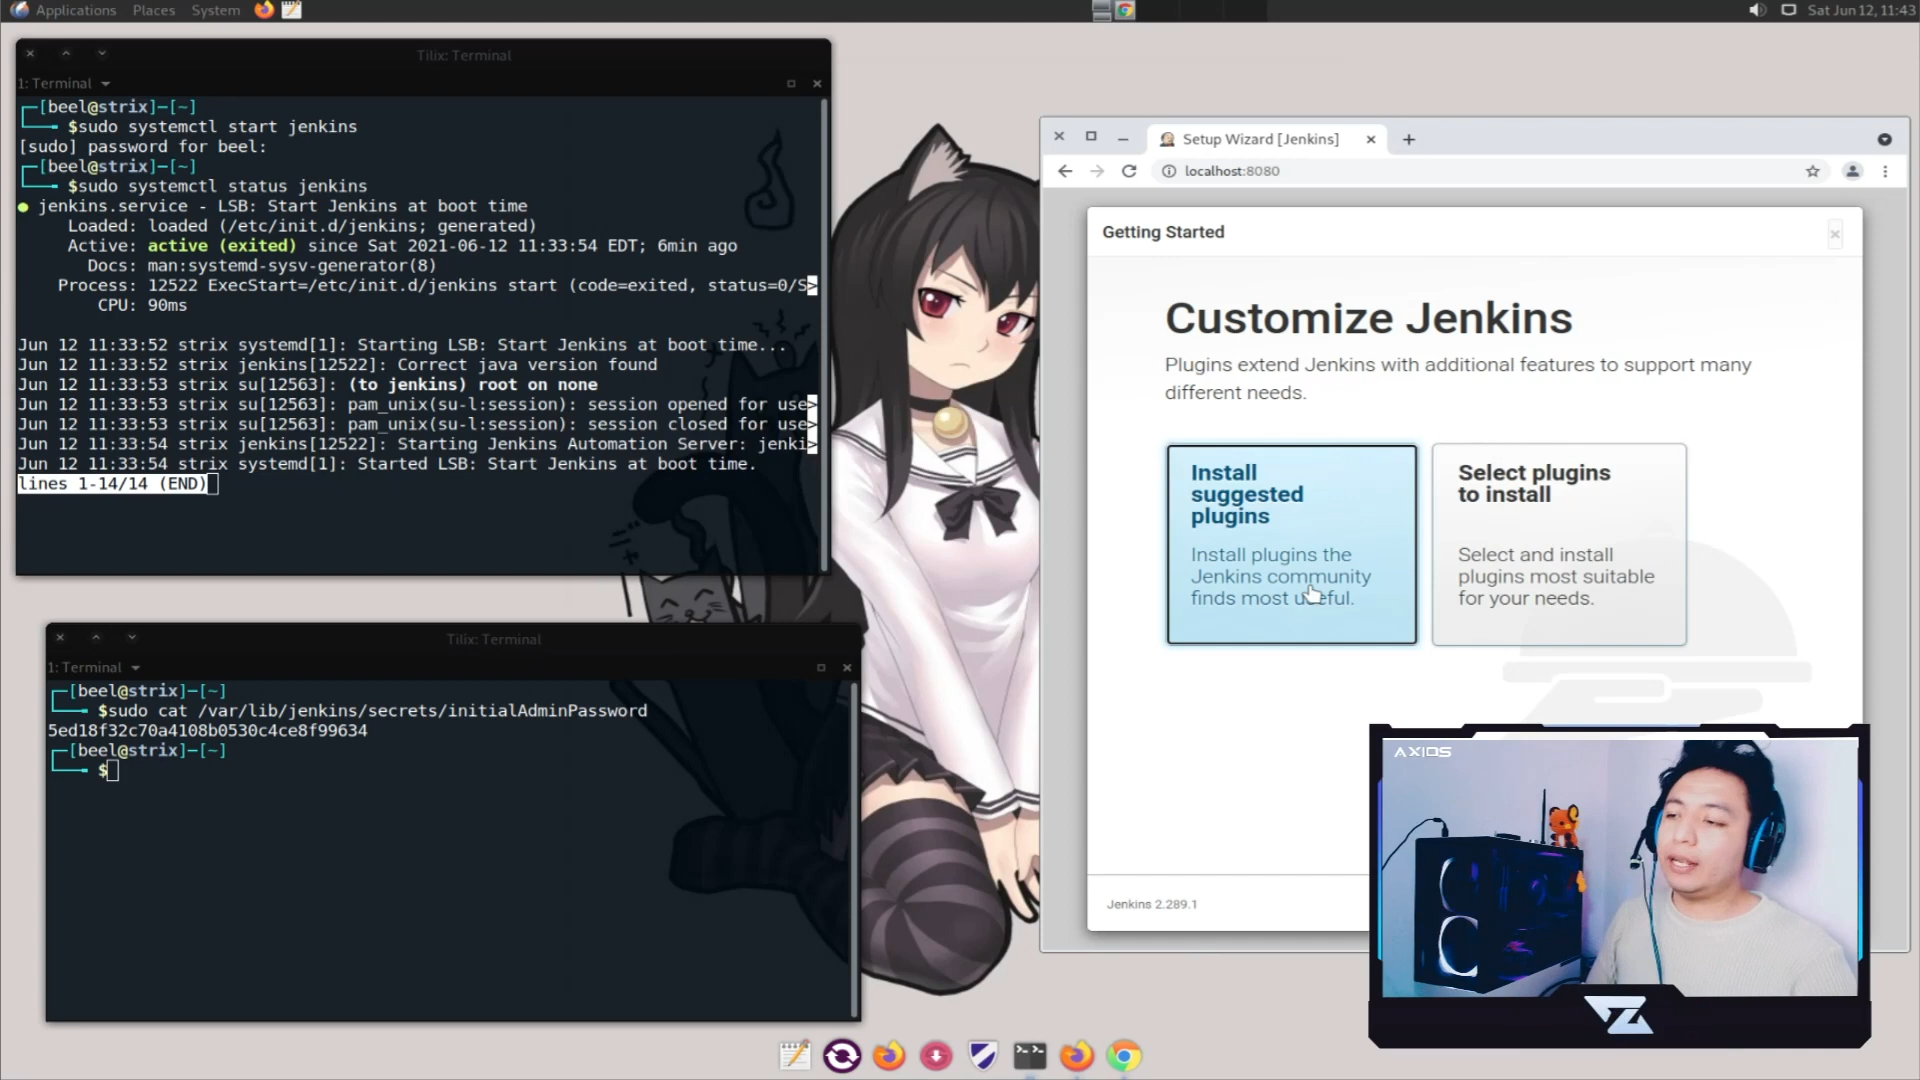 Applications Places System
Sat Jun 12, 11:43
Tilix: Terminal
1: Terminal
[beel@strix]-[~]
$sudo systemctl start jenkins
[sudo] password for beel:
[beel@strix]-[~]
$sudo systemctl status jenkins
● jenkins.service - LSB: Start Jenkins at boot time
Loaded: loaded (/etc/init.d/jenkins; generated)
Active: active (exited) since Sat 2021-06-12 11:33:54 EDT; 6min ago
Docs: man:systemd-sysv-generator(8)
Process: 12522 ExecStart=/etc/init.d/jenkins start (code=exited, status=0/S>
CPU: 90ms
Jun 12 11:33:52 strix systemd[1]: Starting LSB: Start Jenkins at boot time...
Jun 12 11:33:52 strix jenkins[12522]: Correct java version found
Jun 12 11:33:53 strix su[12563]: (to jenkins) root on none
Jun 12 11:33:53 strix su[12563]: pam_unix(su-l:session): session opened for use>
Jun 12 11:33:53 strix su[12563]: pam_unix(su-l:session): session closed for use>
Jun 12 11:33:54 strix jenkins[12522]: Starting Jenkins Automation Server: jenki>
Jun 12 11:33:54 strix systemd[1]: Started LSB: Start Jenkins at boot time.
lines 1-14/14 (END)
Tilix: Terminal
1: Terminal
[beel@strix]-[~]
$sudo cat /var/lib/jenkins/secrets/initialAdminPassword
5ed18f32c70a4108b0530c4ce8f99634
[beel@strix]-[~]
$
Setup Wizard [Jenkins]
localhost:8080
Getting Started
Customize Jenkins
Plugins extend Jenkins with additional features to support many
different needs.
Install
suggested
plugins
Install plugins the
Jenkins community
finds most useful.
Select plugins
to install
Select and install
plugins most suitable
for your needs.
Jenkins 2.289.1
AXIOS